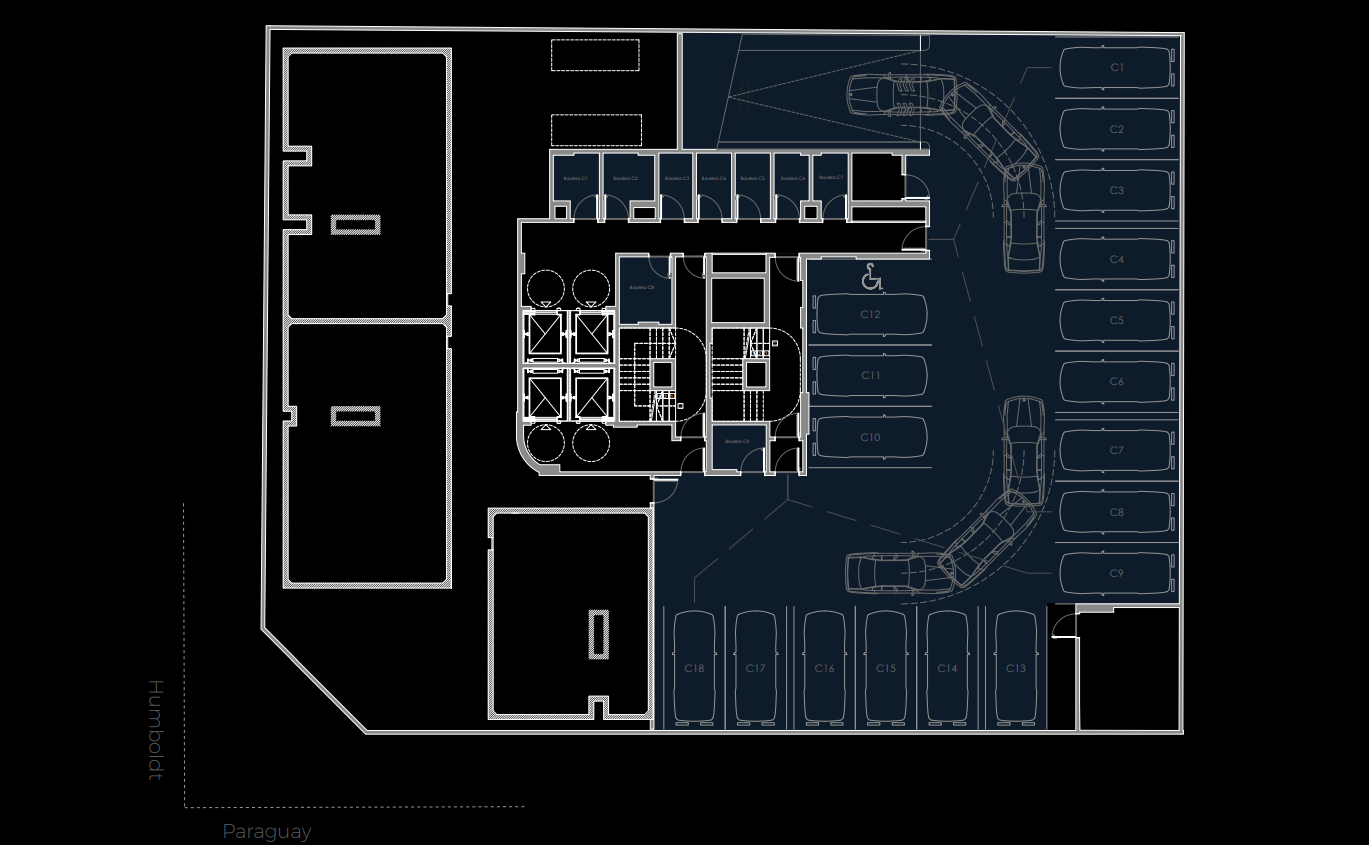 C1
C2
C3
C4
C5
C6
C7
C8
C9
Baulera C1
Baulera C2
Baulera C3
Baulera C4
Baulera C5
Baulera C6
Baulera C7
Baulera C8
Baulera C9
C12
C11
C10
C18
C17
C16
C15
C14
C13
Humboldt
Paraguay